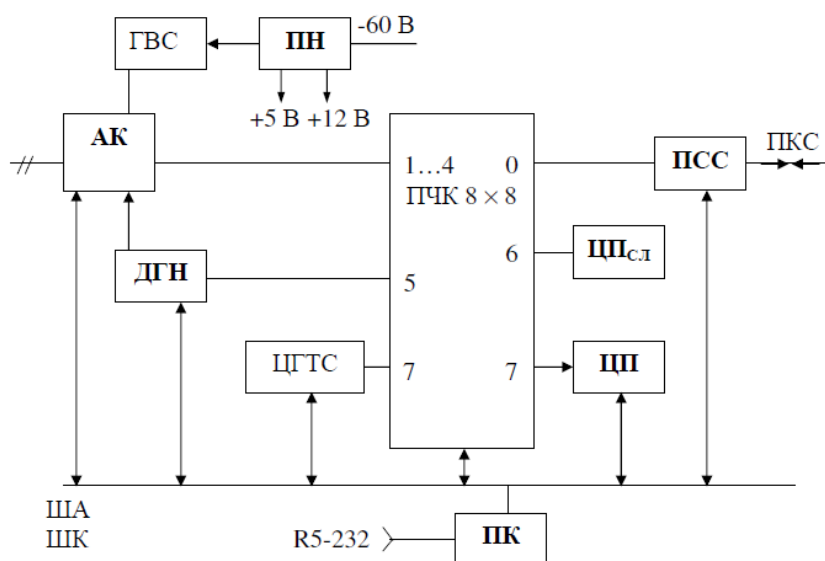 ГВС
ПН
-60 В
+5 В +12 В
АК
1…4
0
ПЧК 8 × 8
ПСС
ПКС
6
ЦПсл
ДГН
5
ЦГТС
7
7
ЦП
ША
ШК
R5-232
ПК